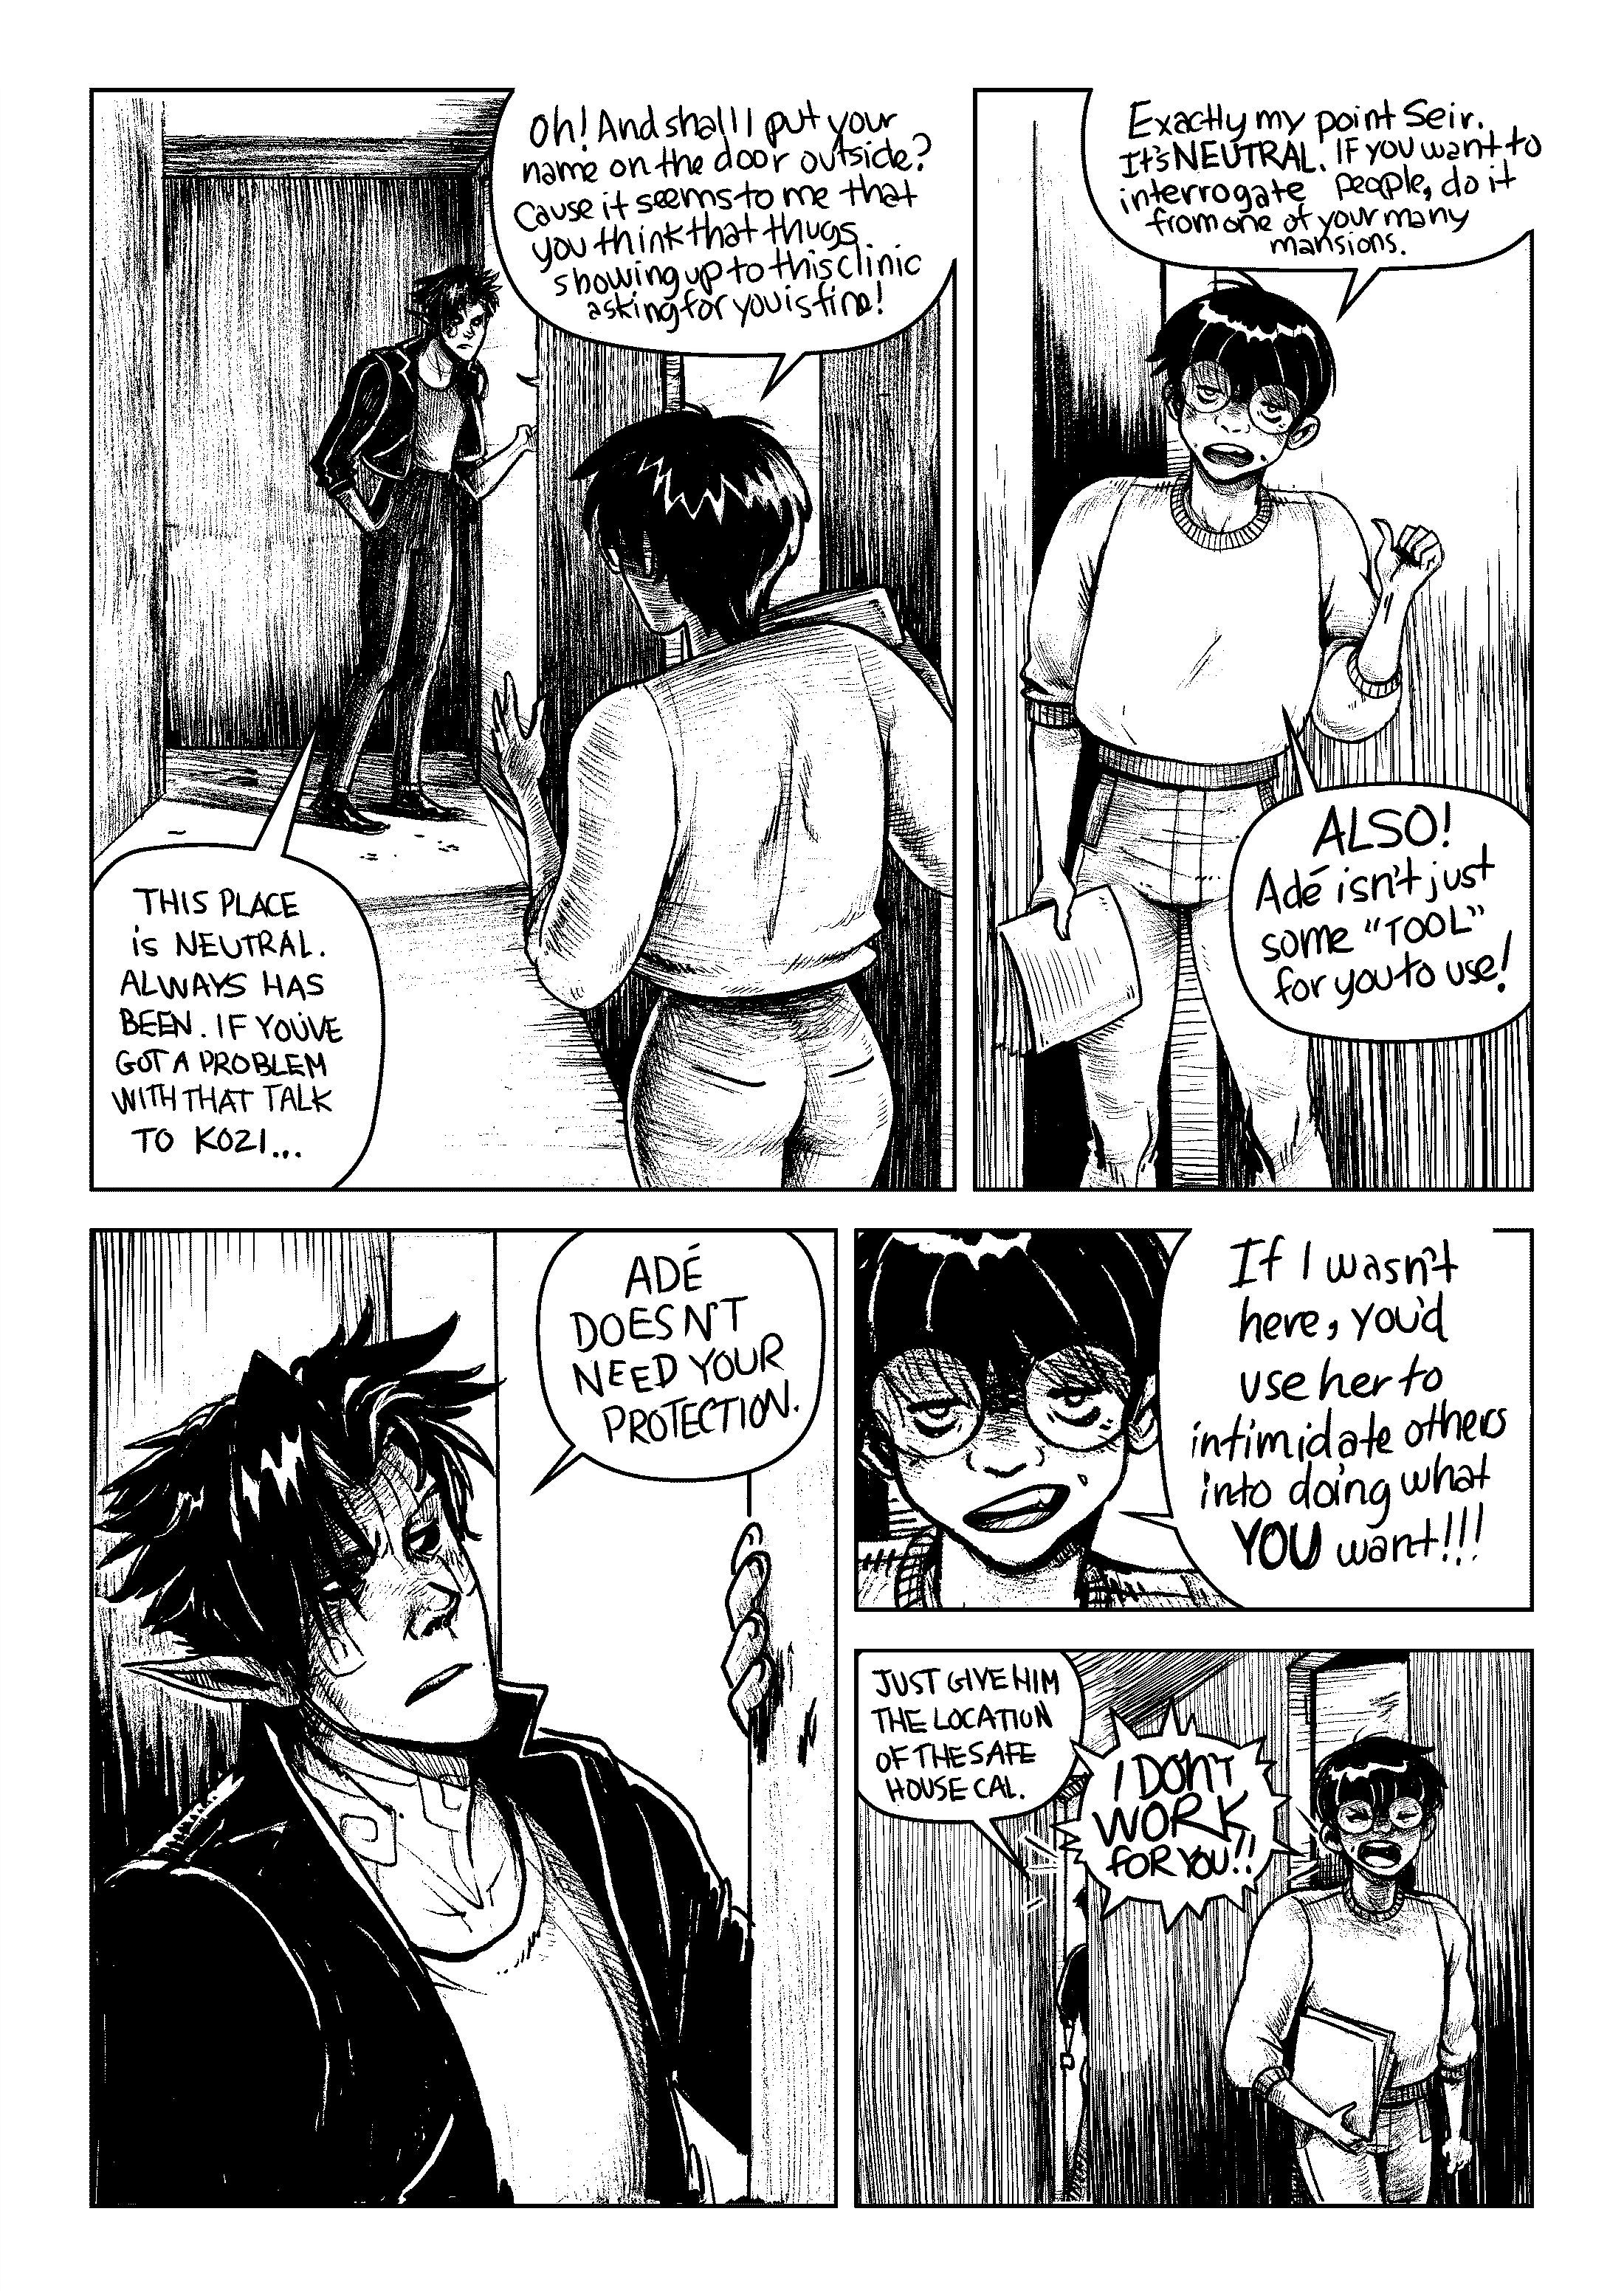 Oh! And shall I put your
name on the door outside?
Cause it seems to me that
you think that thugs
showing up to this clinic
asking for you is fine!
THIS PLACE
is NEUTRAL.
ALWAYS HAS
BEEN. IF YOU'VE
GOT A PROBLEM
WITH THAT TALK
TO KOZI...
Exactly my point Seir.
It's NEUTRAL. IF you want to
interrogate people, do it
from one of your many
mansions.
ALSO!
Adé isn't just
some "TOOL"
for you to use!
ADÉ
DOESN'T
NEED YOUR
PROTECTION.
If I wasn't
here, you'd
use her to
intimidate others
into doing what
YOU want!!!
JUST GIVE HIM
THE LOCATION
OF THE SAFE
HOUSE CAL.
I DON'T
WORK
FOR YOU!!